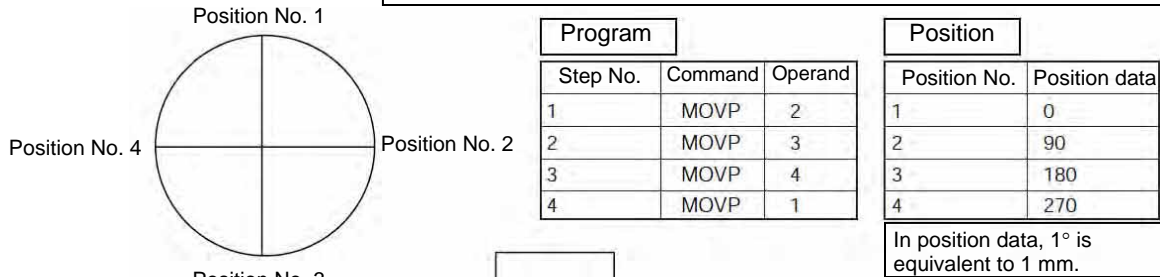 Position No. 1
Position No. 4
Position No. 2
Position No.
Program
Step No. Command Operand
1 MOVP 2
2 MOVP 3
3 MOVP 4
4 MOVP 1
Position
Position No. Position data
1 0
2 90
3 180
4 270
In position data, 1° is
equivalent to 1 mm.